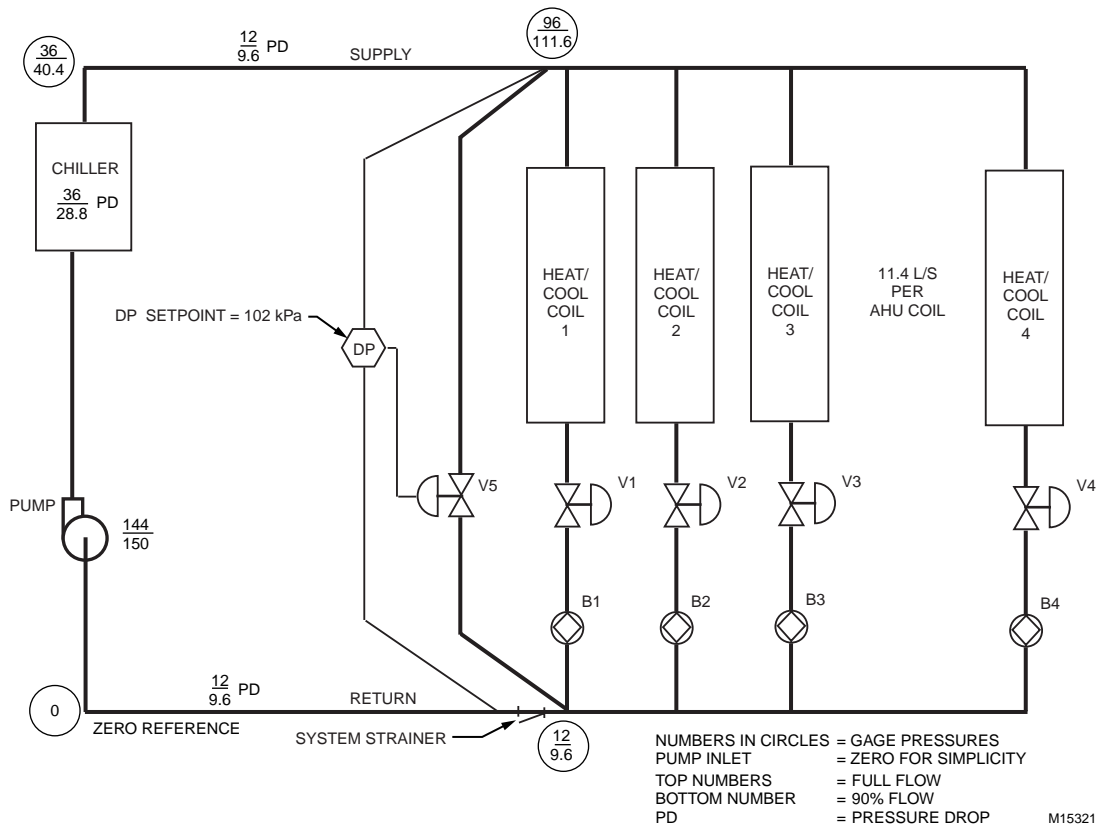 36
40.4
12
9.6 PD
SUPPLY
96
111.6
CHILLER
36
28.8 PD
DP SETPOINT = 102 kPa
DP
HEAT/
COOL
COIL
1
HEAT/
COOL
COIL
2
HEAT/
COOL
COIL
3
11.4 L/S
PER
AHU COIL
HEAT/
COOL
COIL
4
V5
V1
V2
V3
V4
PUMP
144
150
B1
B2
B3
B4
0
12
9.6 PD
RETURN
ZERO REFERENCE
SYSTEM STRAINER
12
9.6
NUMBERS IN CIRCLES = GAGE PRESSURES
PUMP INLET = ZERO FOR SIMPLICITY
TOP NUMBERS = FULL FLOW
BOTTOM NUMBER = 90% FLOW
PD = PRESSURE DROP
M15321